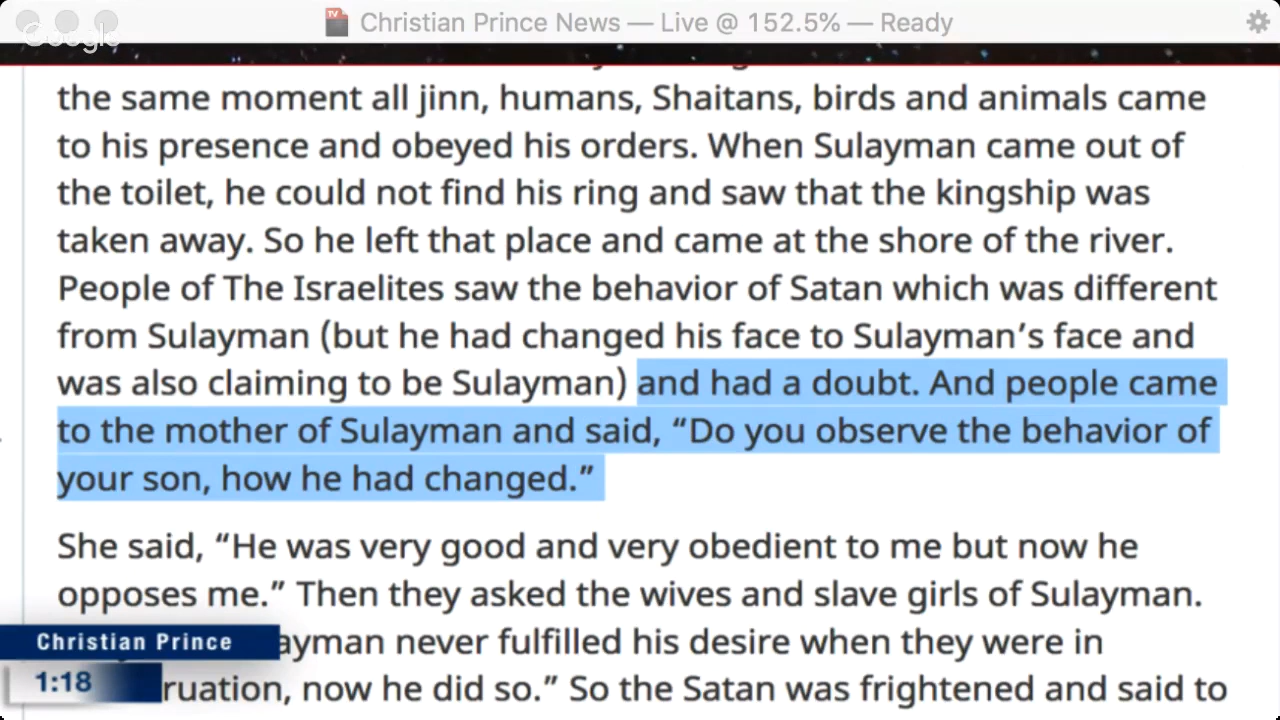 Christian Prince News — Live @ 152.5% — Ready
Google
the same moment all jinn, humans, Shaitans, birds and animals came
to his presence and obeyed his orders. When Sulayman came out of
the toilet, he could not find his ring and saw that the kingship was
taken away. So he left that place and came at the shore of the river.
People of The Israelites saw the behavior of Satan which was different
from Sulayman (but he had changed his face to Sulayman’s face and
was also claiming to be Sulayman) and had a doubt. And people came
to the mother of Sulayman and said, “Do you observe the behavior of
your son, how he had changed.”
She said, “He was very good and very obedient to me but now he
opposes me.” Then they asked the wives and slave girls of Sulayman.
ayman never fulfilled his desire when they were in
ruation, now he did so.” So the Satan was frightened and said to
Christian Prince
1:18